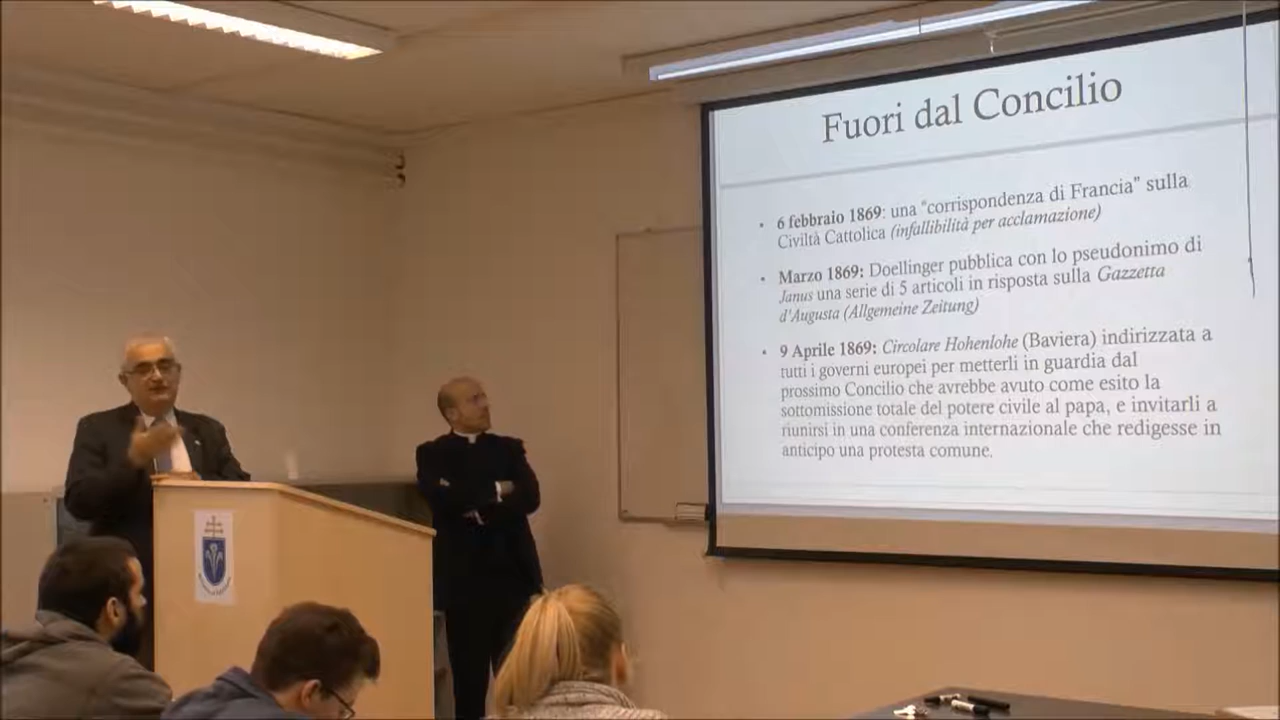 Fuori dal Concilio
• 6 febbraio 1869: una “corrispondenza di Francia” sulla
Civiltà Cattolica (infallibilità per acclamazione)
• Marzo 1869: Doellinger pubblica con lo pseudonimo di
Janus una serie di 5 articoli in risposta sulla Gazzetta
d'Augusta (Allgemeine Zeitung)
• 9 Aprile 1869: Circolare Hohenlohe (Baviera) indirizzata a
tutti i governi europei per metterli in guardia dal
prossimo Concilio che avrebbe avuto come esito la
sottomissione totale del potere civile al papa, e invitarli a
riunirsi in una conferenza internazionale che redigesse in
anticipo una protesta comune.